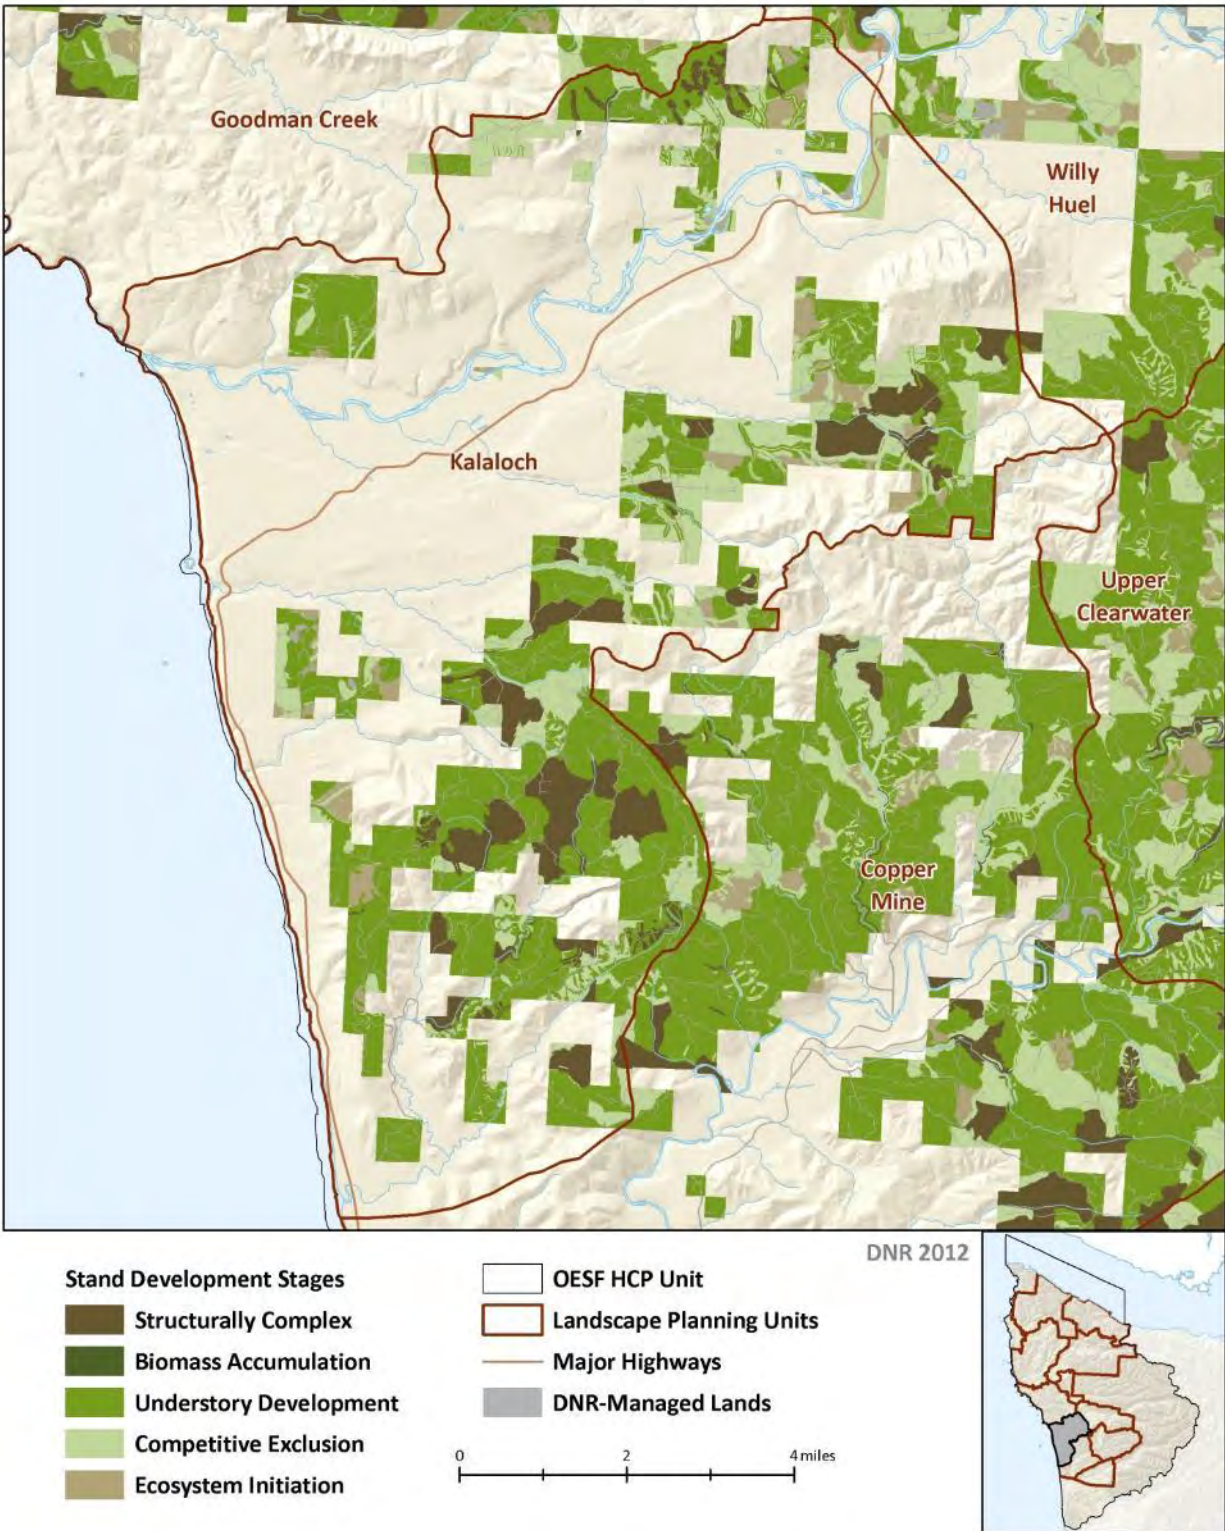 Goodman Creek
Willy
Huel
Kalaloch
Upper
Clearwater
Copper
Mine
DNR 2012
Stand Development Stages
Structurally Complex
Biomass Accumulation
Understory Development
Competitive Exclusion
Ecosystem Initiation
OESF HCP Unit
Landscape Planning Units
Major Highways
DNR-Managed Lands
0 2 4 miles